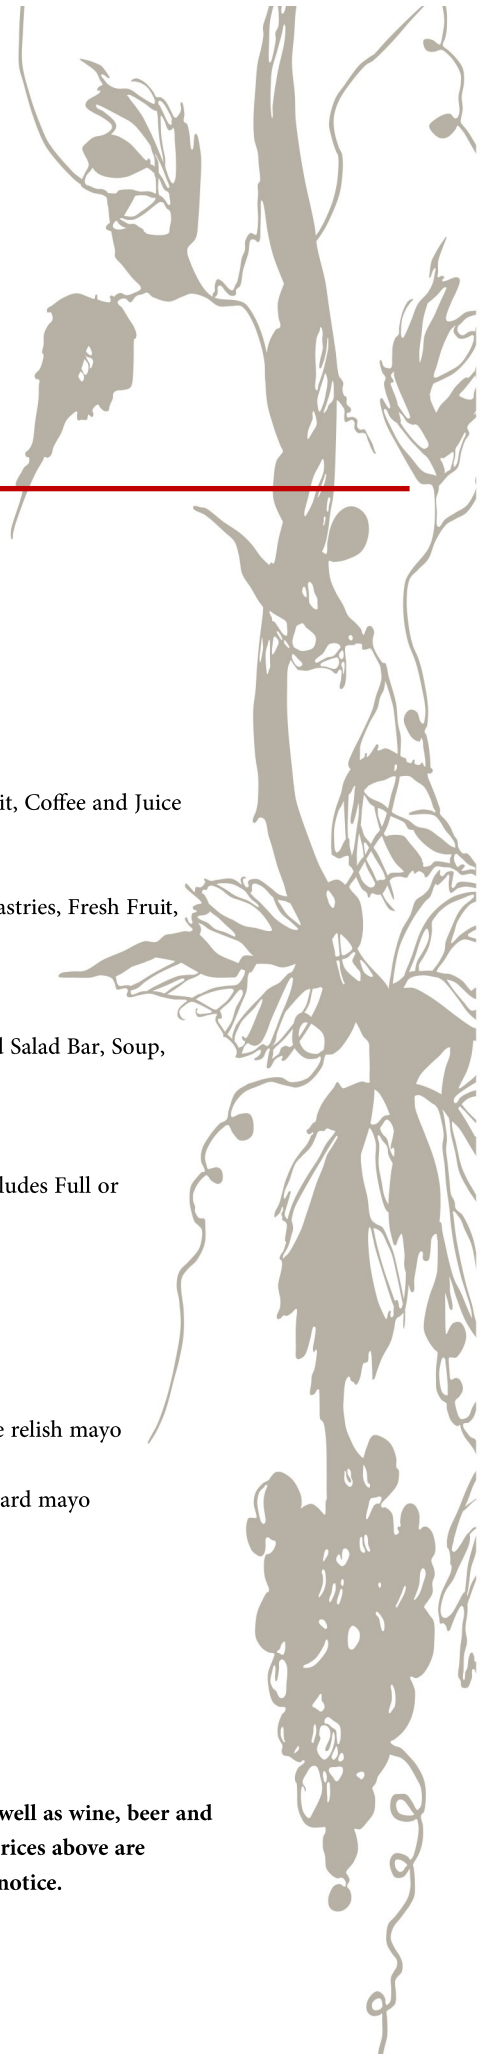 it, Coffee and Juice
astries, Fresh Fruit,
d Salad Bar, Soup,
ludes Full or
e relish mayo
ard mayo
well as wine, beer and
rices above are
notice.